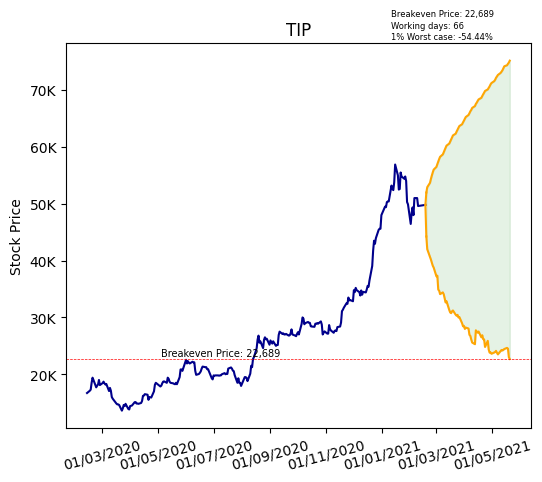 Breakeven Price: 22,689
Working days: 66
1% Worst case: -54.44%
TIP
Stock Price
70K
60K
50K
40K
30K
20K
Breakeven Price: 22,689
01/03/2020
01/05/2020
01/07/2020
01/09/2020
01/11/2020
01/01/2021
01/03/2021
01/05/2021